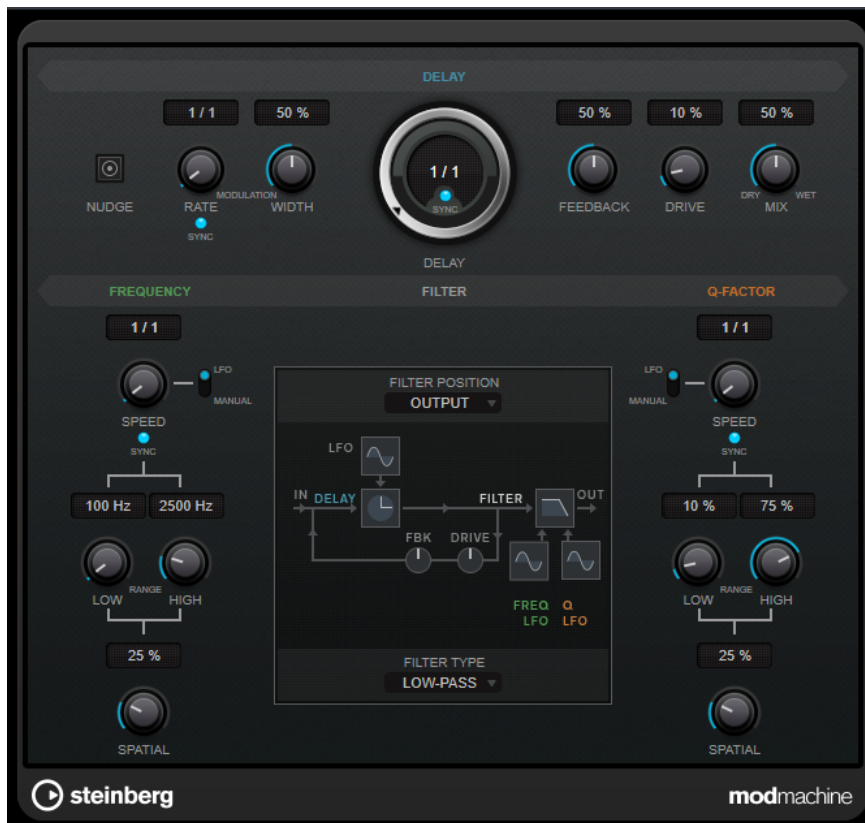 DELAY
1 / 1
50 %
50 %
10 %
50 %
1 / 1
SYNC
NUDGE
RATE
MODULATION
WIDTH
SYNC
FEEDBACK
DRIVE
DRY
MIX
WET
DELAY
FREQUENCY
FILTER
Q-FACTOR
1 / 1
LFO
MANUAL
SPEED
SYNC
100 Hz
2500 Hz
LOW
RANGE
HIGH
25 %
SPATIAL
FILTER POSITION
OUTPUT
LFO
IN
DELAY
FILTER
OUT
FBK
DRIVE
FREQ
LFO
Q
LFO
FILTER TYPE
LOW-PASS
1 / 1
LFO
MANUAL
SPEED
SYNC
10 %
75 %
LOW
RANGE
HIGH
25 %
SPATIAL
steinberg
modmachine